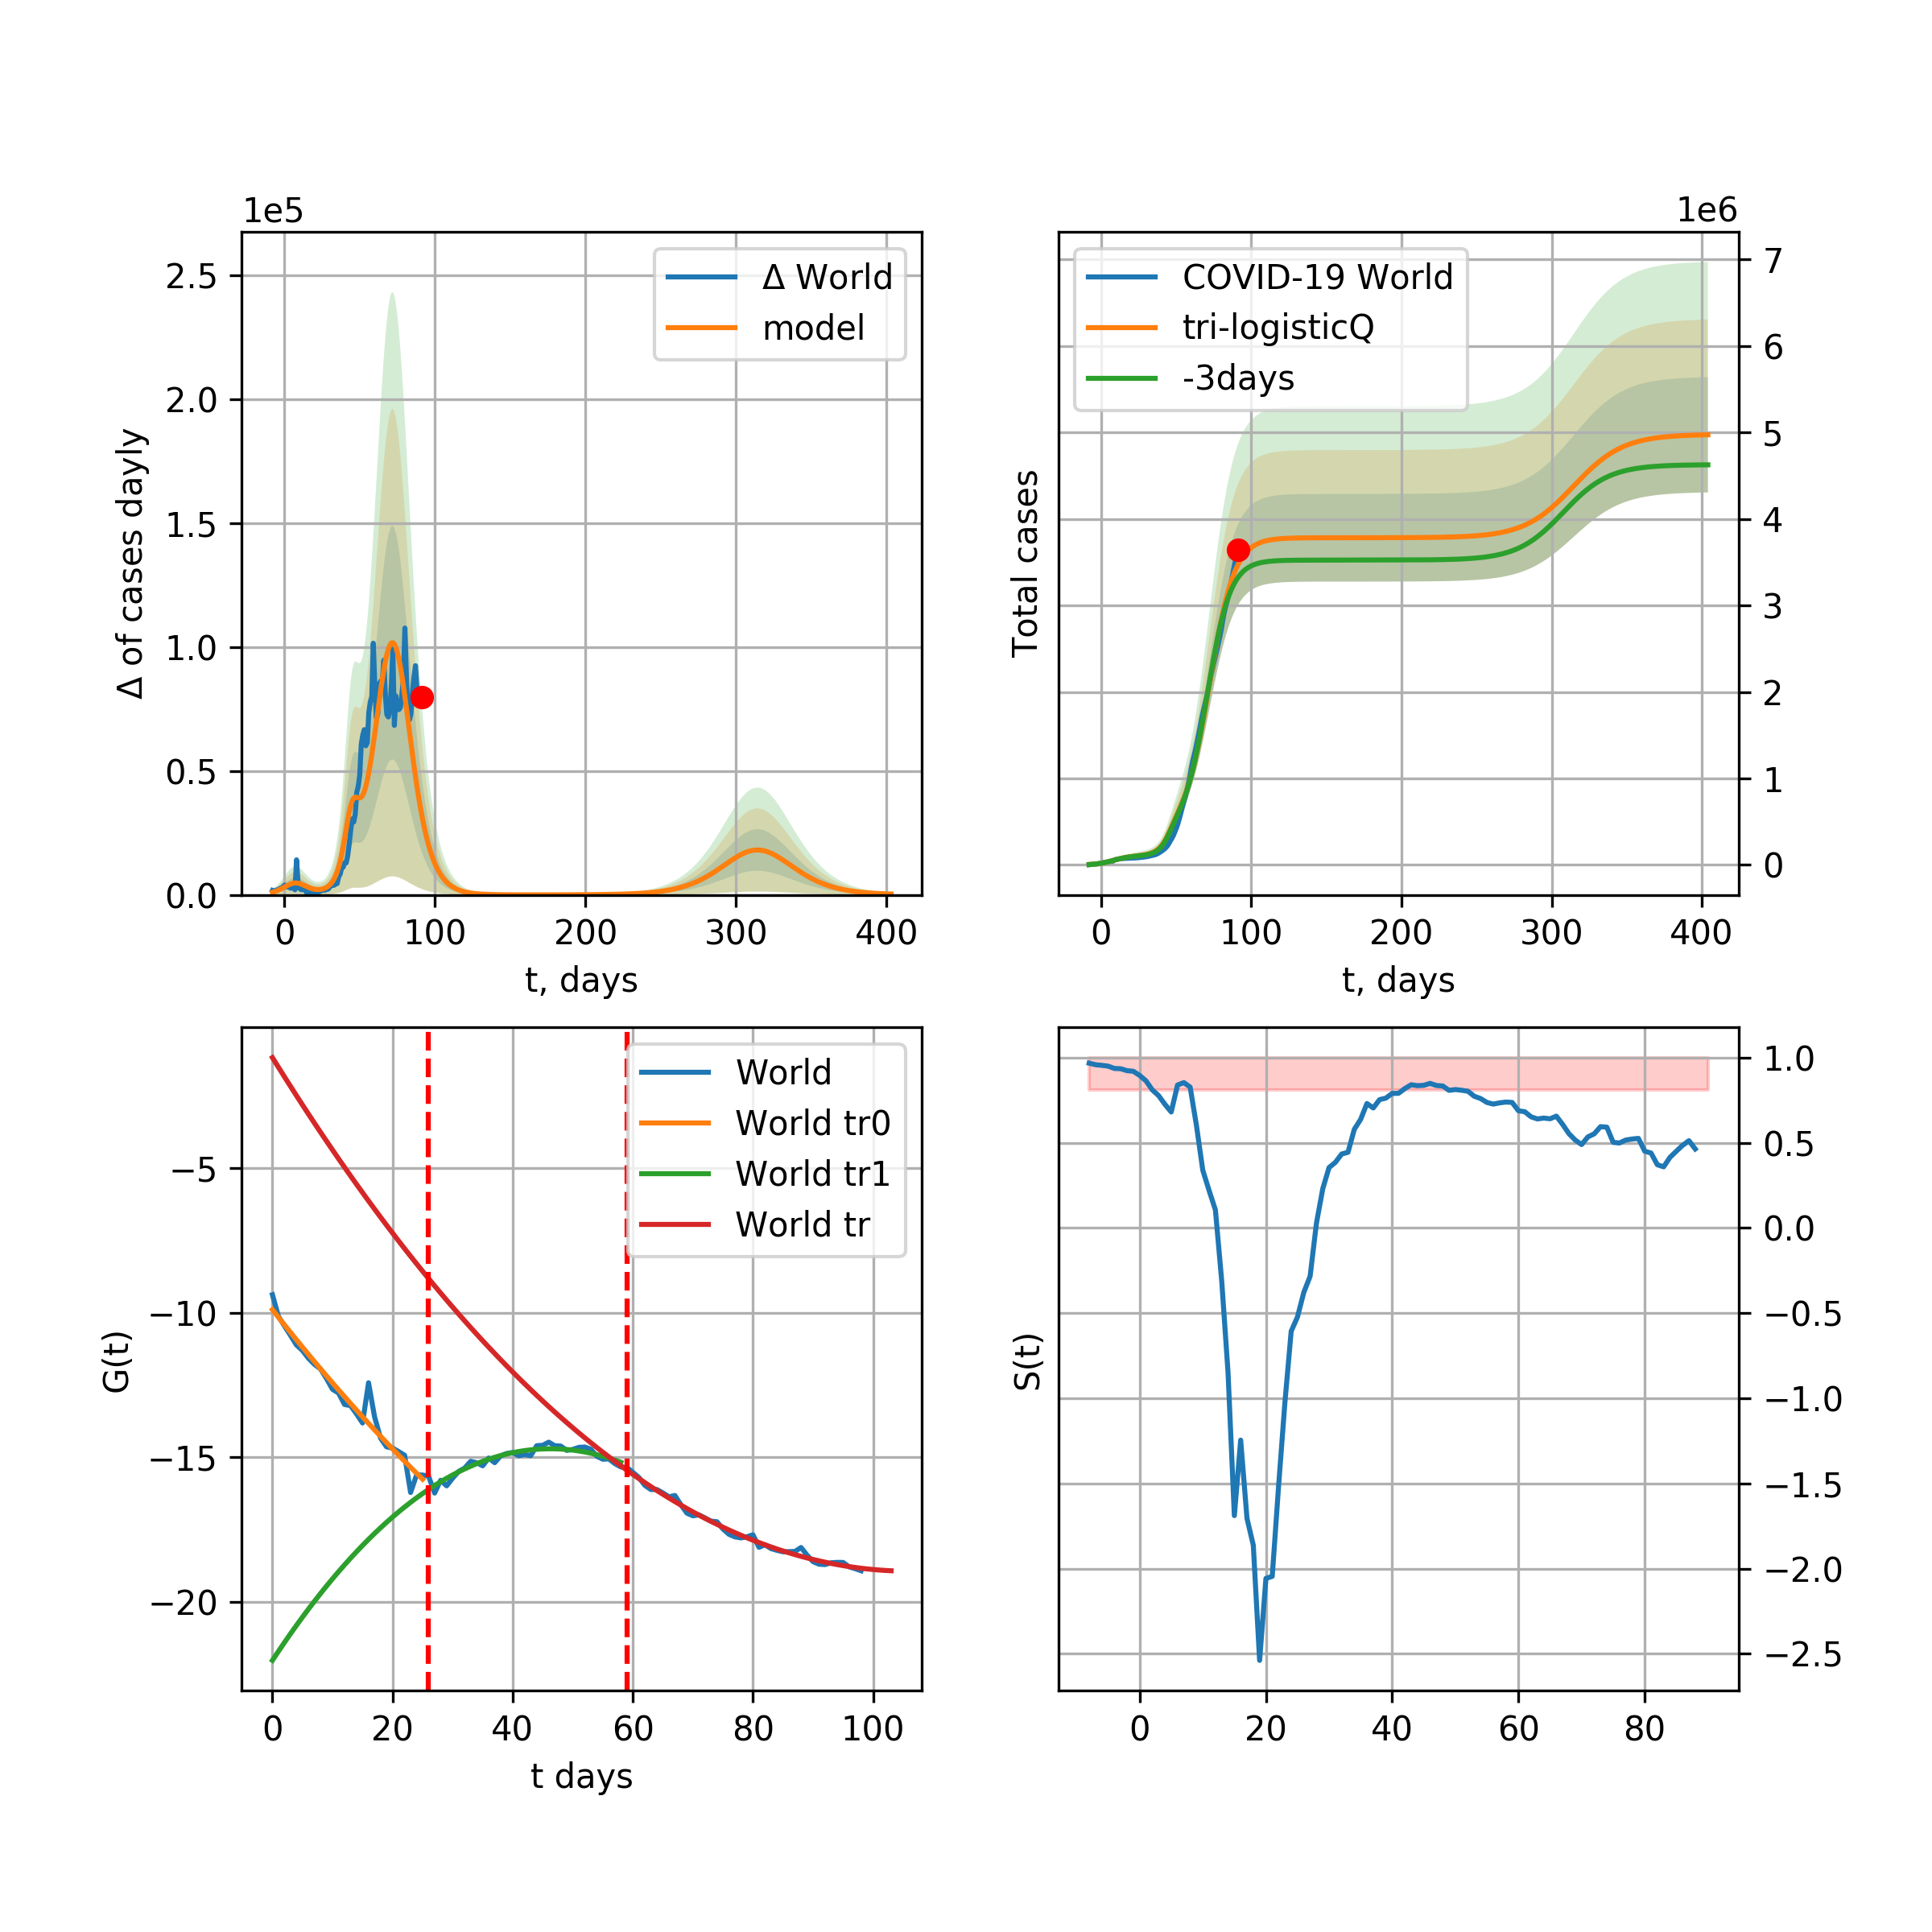 1e5
2.5
2.0
1.5
1.0
0.5
0.0
Δ of cases dayly
Δ World
model
0 100 200 300 400
t, days
1e6
7
6
5
4
3
2
1
0
Total cases
COVID-19 World
tri-logisticQ
-3days
0 100 200 300 400
t, days
−5
−10
−15
−20
G(t)
World
World tr0
World tr1
World tr
0 20 40 60 80 100
t days
1.0
0.5
0.0
−0.5
−1.0
−1.5
−2.0
−2.5
S(t)
0 20 40 60 80